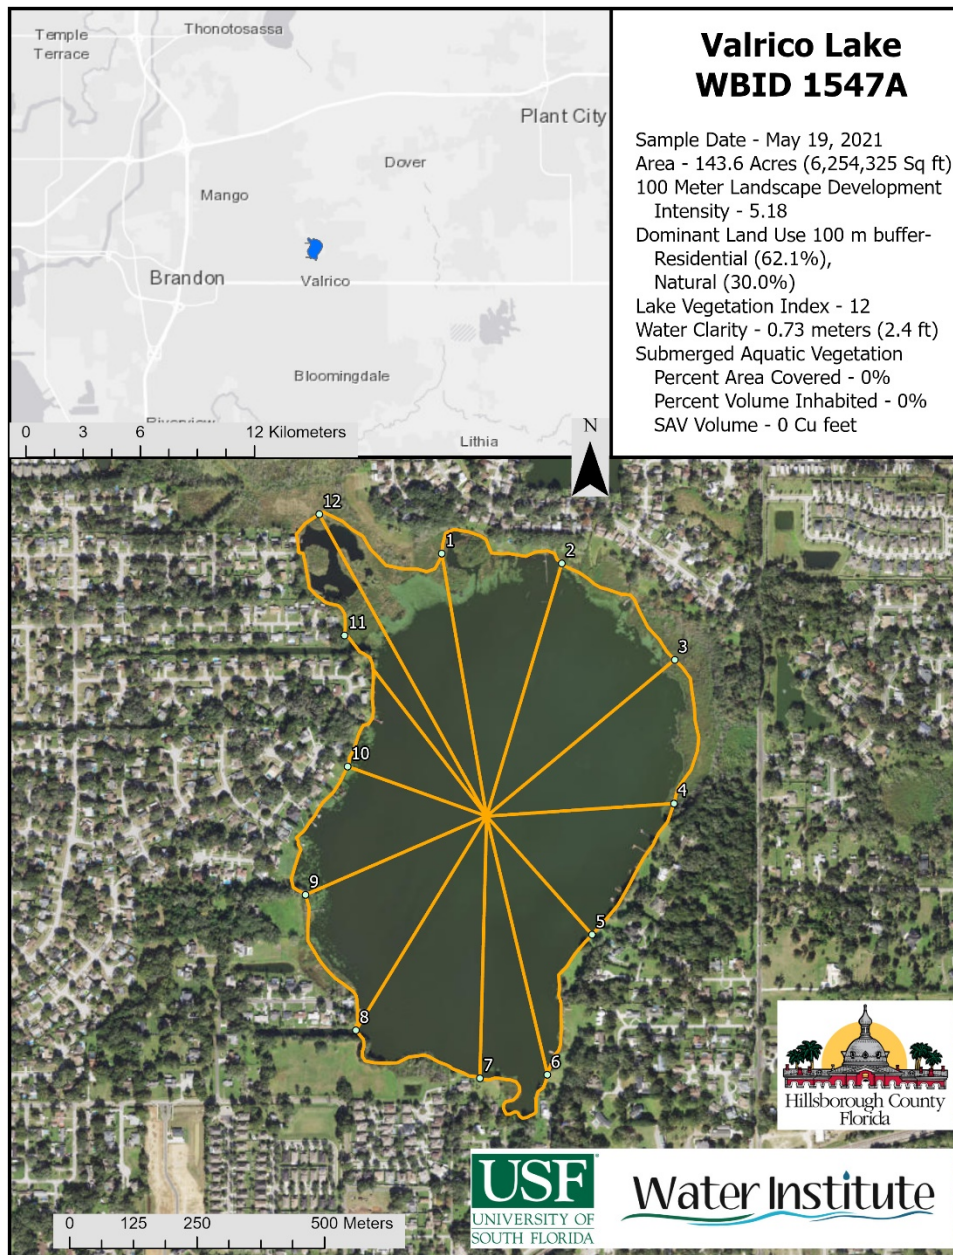 Temple
Terrace
Thonotosassa
Plant City
Dover
Mango
Brandon
Valrico
Bloomingdale
Riverview
Lithia
0 3 6 12 Kilometers
N
Valrico Lake
WBID 1547A
Sample Date - May 19, 2021
Area - 143.6 Acres (6,254,325 Sq ft)
100 Meter Landscape Development
Intensity - 5.18
Dominant Land Use 100 m buffer-
Residential (62.1%),
Natural (30.0%)
Lake Vegetation Index - 12
Water Clarity - 0.73 meters (2.4 ft)
Submerged Aquatic Vegetation
Percent Area Covered - 0%
Percent Volume Inhabited - 0%
SAV Volume - 0 Cu feet
12
1
2
11
3
10
4
9
5
8
7
6
Hillsborough County
Florida
USF
UNIVERSITY OF
SOUTH FLORIDA
Water Institute
0 125 250 500 Meters